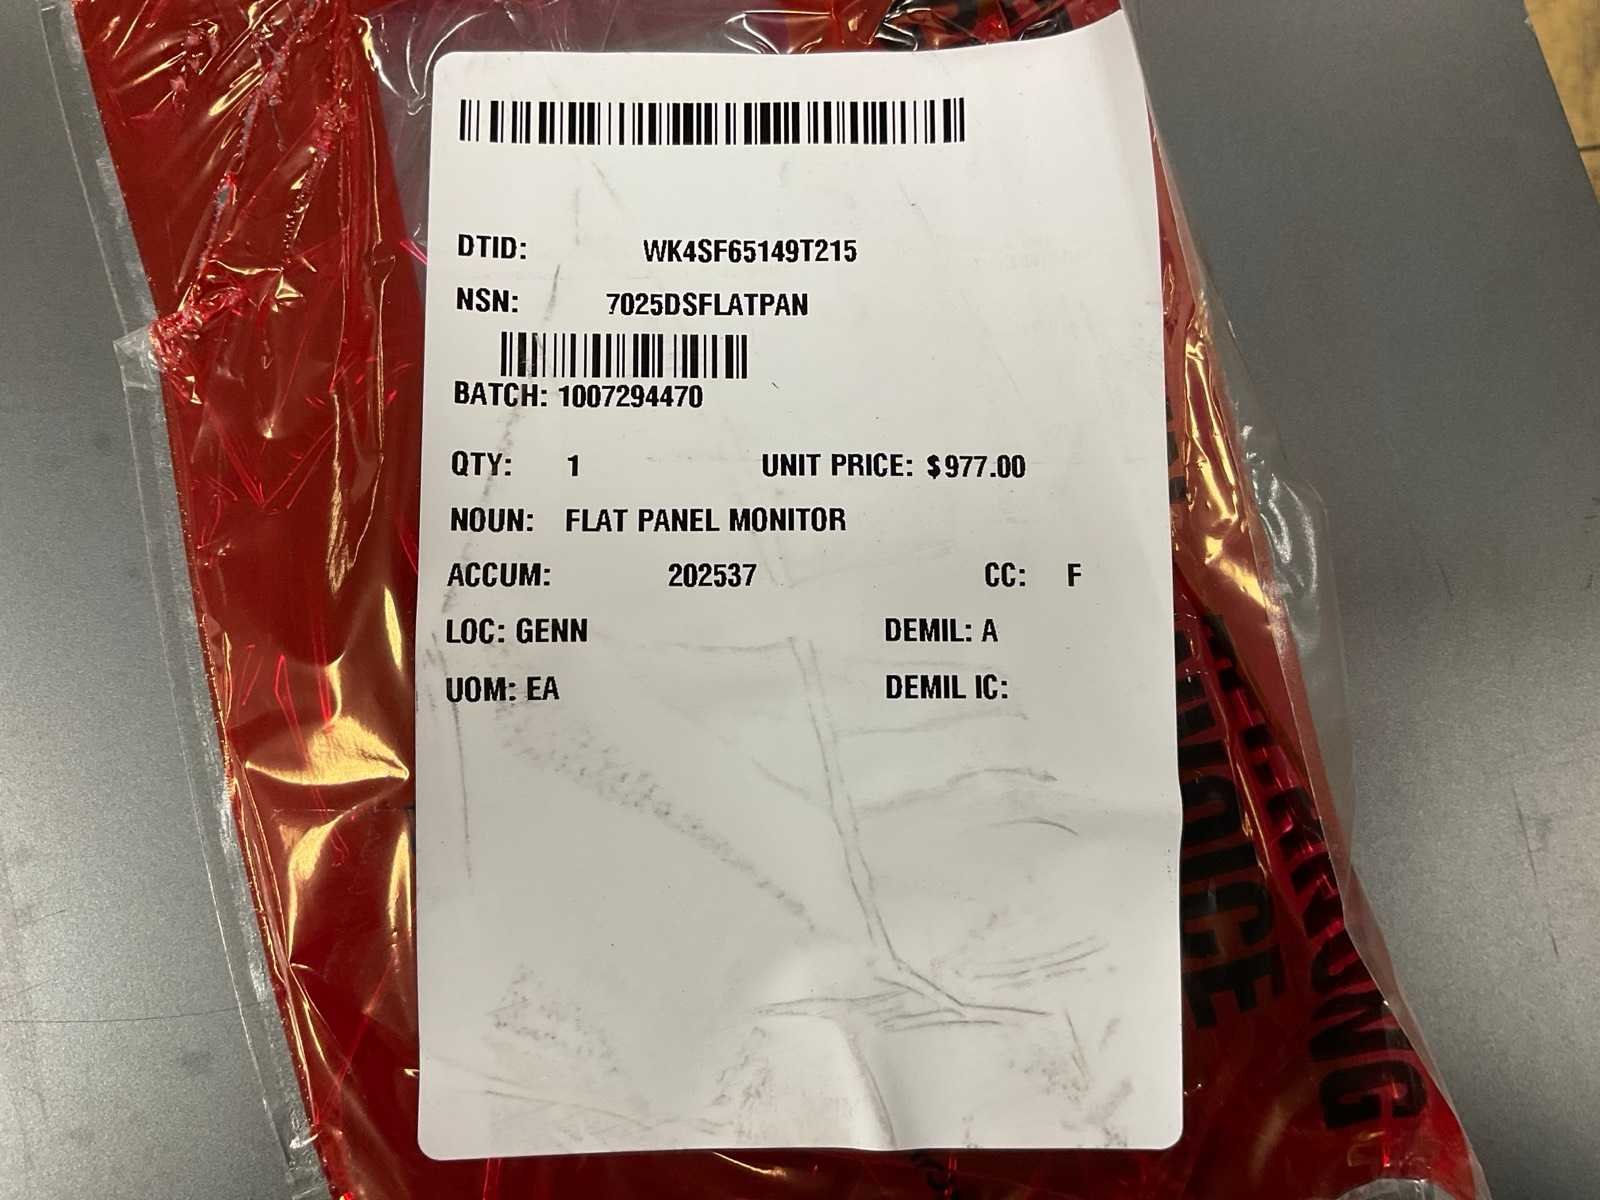 DTID: WK4SF65149T215
NSN: 7025DSFLATPAN
BATCH: 1007294470
QTY: 1 UNIT PRICE: $977.00
NOUN: FLAT PANEL MONITOR
ACCUM: 202537 CC: F
LOC: GENN DEMIL: A
UOM: EA DEMIL IC:
INVOICE